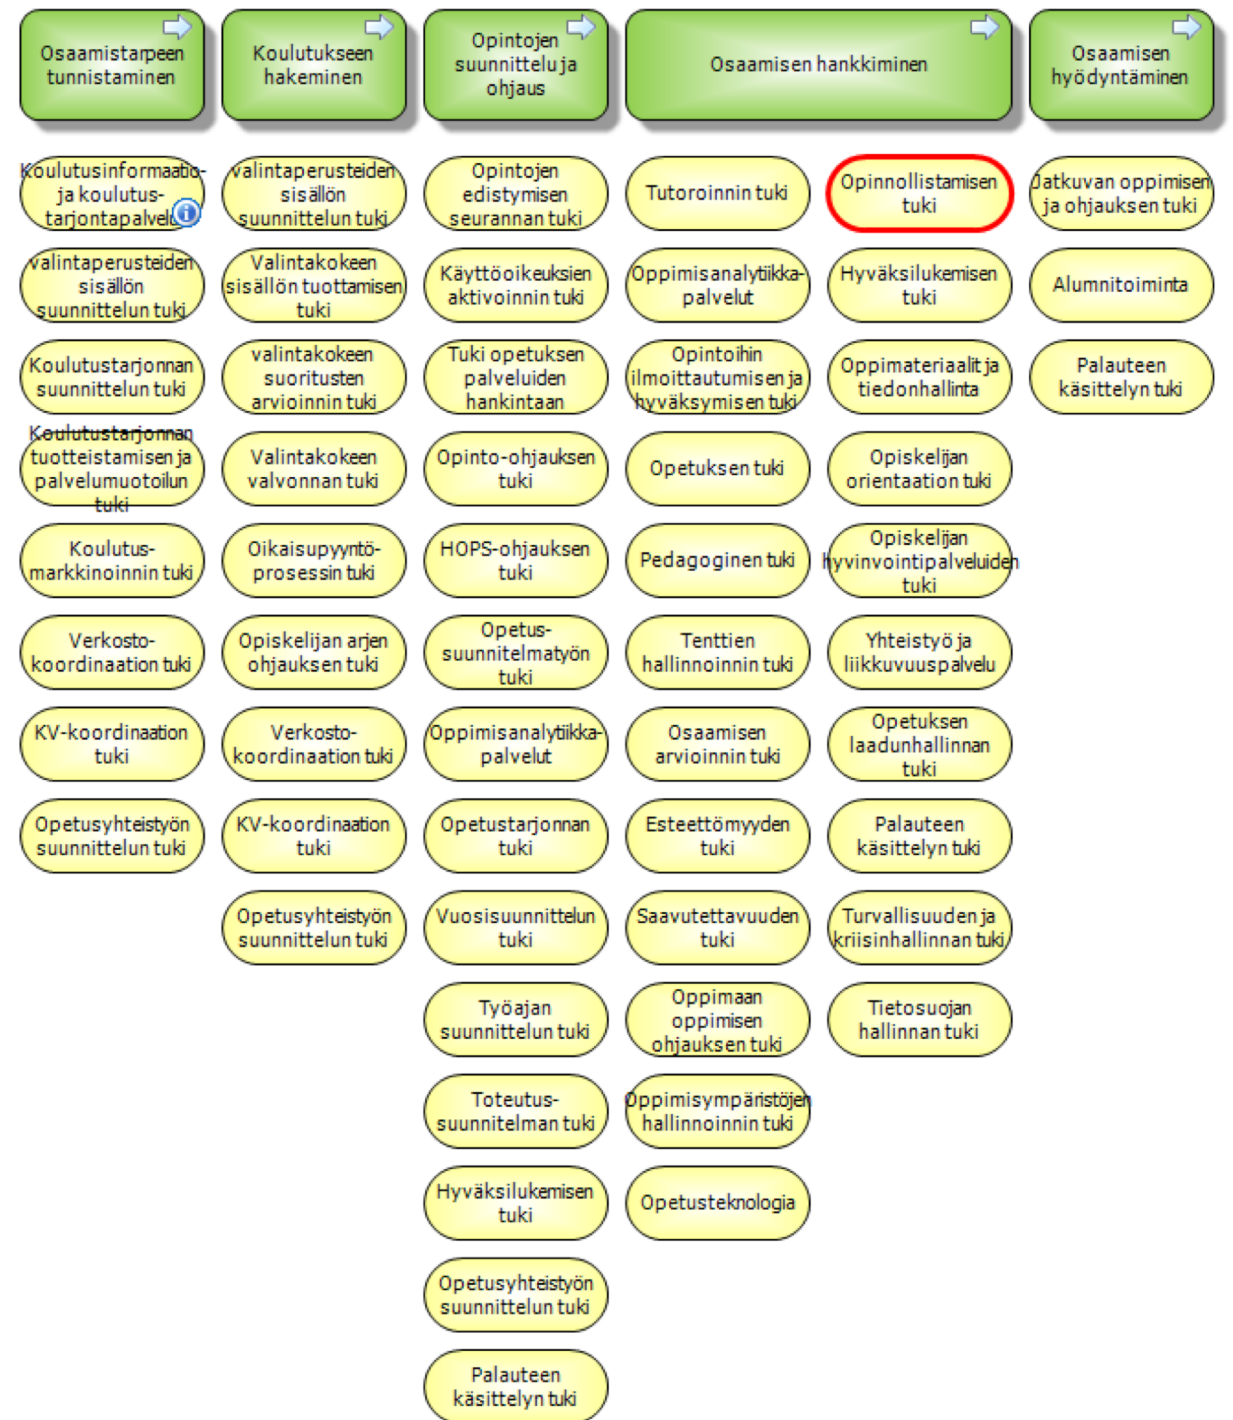 Osaamistarpeen
tunnistaminen
Koulutukseen
hakeminen
Opintojen
suunnittelu ja
ohjaus
Osaamisen hankkiminen
Osaamisen
hyödyntäminen
Koulutusinformaatio-
ja koulutus-
tarjontapalvelu
valintaperusteiden
sisällön
suunnittelun tuki
Koulutustarjonnan
suunnittelun tuki
Koulutustarjonnan
tuotteistamisen ja
palvelumuotoilun
tuki
Koulutus-
markkinoinnin tuki
Verkosto-
koordinaation tuki
KV-koordinaation
tuki
Opetusyhteistyön
suunnittelun tuki
valintaperusteiden
sisällön
suunnittelun tuki
Valintakokeen
sisällön tuottamisen
tuki
valintakokeen
suoritusten
arvioinnin tuki
Valintakokeen
valvonnan tuki
Oikaisupyyntö-
prosessin tuki
Opiskelijan arjen
ohjauksen tuki
Verkosto-
koordinaation tuki
KV-koordinaation
tuki
Opetusyhteistyön
suunnittelun tuki
Opintojen
edistymisen
seurannan tuki
Käyttöoikeuksien
aktivoinnin tuki
Tuki opetuksen
palveluiden
hankintaan
Opinto-ohjauksen
tuki
HOPS-ohjauksen
tuki
Opetus-
suunnitelmatyön
tuki
Oppimisanalytiikka-
palvelut
Opetustarjonnan
tuki
Vuosisuunnittelun
tuki
Työajan
suunnittelun tuki
Toteutus-
suunnitelman tuki
Hyväksilukemisen
tuki
Opetusyhteistyön
suunnittelun tuki
Palauteen
käsittelyn tuki
Tutoroinnin tuki
Oppimisanalytiikka-
palvelut
Opintoihin
ilmoittautumisen ja
hyväksymisen tuki
Opetuksen tuki
Pedagoginen tuki
Tenttien
hallinnoinnin tuki
Osaamisen
arvioinnin tuki
Esteettömyyden
tuki
Saavutettavuuden
tuki
Oppimaan
oppimisen
ohjauksen tuki
Oppimisympäristöjen
hallinnoinnin tuki
Opetusteknologia
Opinnollistamisen
tuki
Hyväksilukemisen
tuki
Oppimateriaalit ja
tiedonhallinta
Opiskelijan
orientaation tuki
Opiskelijan
hyvinvointipalveluiden
tuki
Yhteistyö ja
liikkuvuuspalvelu
Opetuksen
laadunhallinnan
tuki
Palauteen
käsittelyn tuki
Turvallisuuden ja
kriisinhallinnan tuki
Tietosuojan
hallinnan tuki
Jatkuvan oppimisen
ja ohjauksen tuki
Alumnitoiminta
Palauteen
käsittelyn tuki